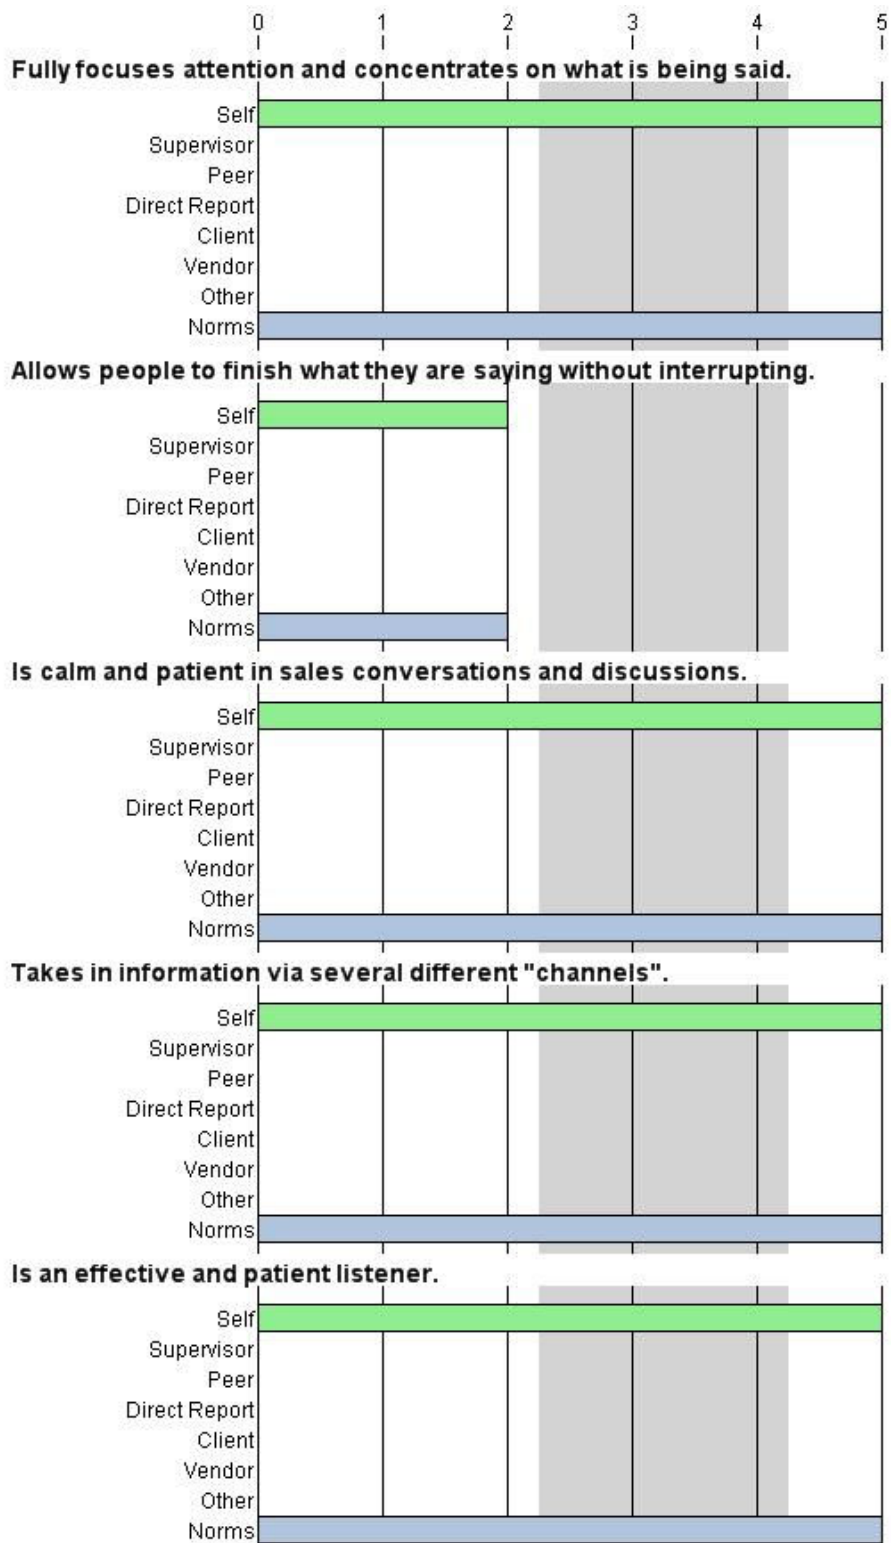 0 1 2 3 4 5
Fully focuses attention and concentrates on what is being said.
Self
Supervisor
Peer
Direct Report
Client
Vendor
Other
Norms
Allows people to finish what they are saying without interrupting.
Self
Supervisor
Peer
Direct Report
Client
Vendor
Other
Norms
Is calm and patient in sales conversations and discussions.
Self
Supervisor
Peer
Direct Report
Client
Vendor
Other
Norms
Takes in information via several different "channels".
Self
Supervisor
Peer
Direct Report
Client
Vendor
Other
Norms
Is an effective and patient listener.
Self
Supervisor
Peer
Direct Report
Client
Vendor
Other
Norms